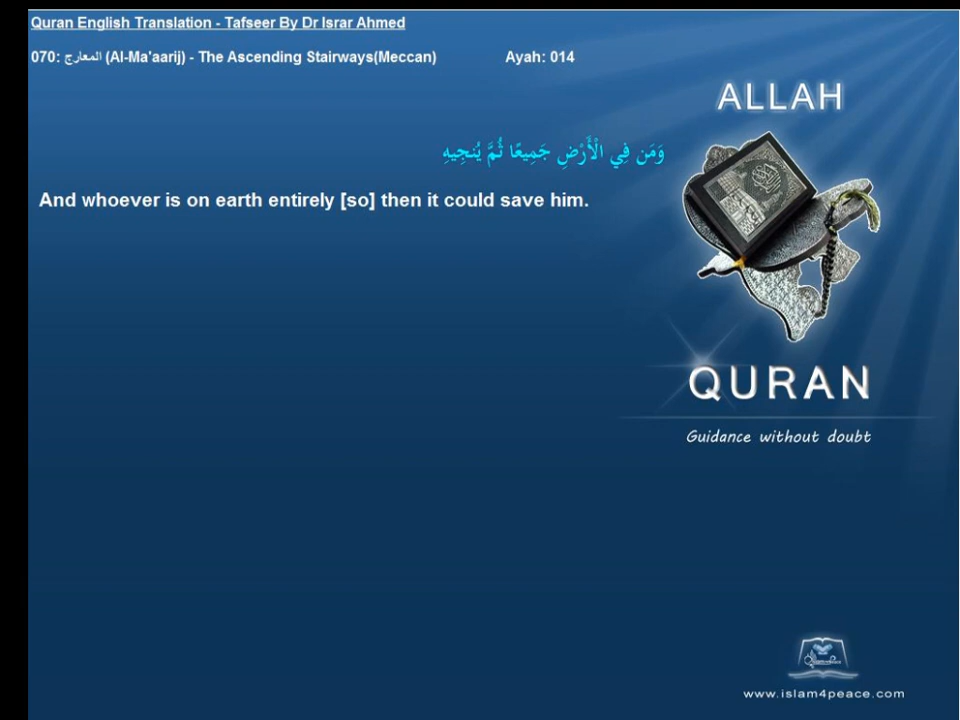 Quran English Translation - Tafseer By Dr Israr Ahmed
070: المعارج (Al-Ma'aarij) - The Ascending Stairways(Meccan) Ayah: 014
ALLAH
وَمَن فِي الْأَرْضِ جَمِيعًا ثُمَّ يُنجِيهِ
And whoever is on earth entirely [so] then it could save him.
QURAN
Guidance without doubt
www.islam4peace.com